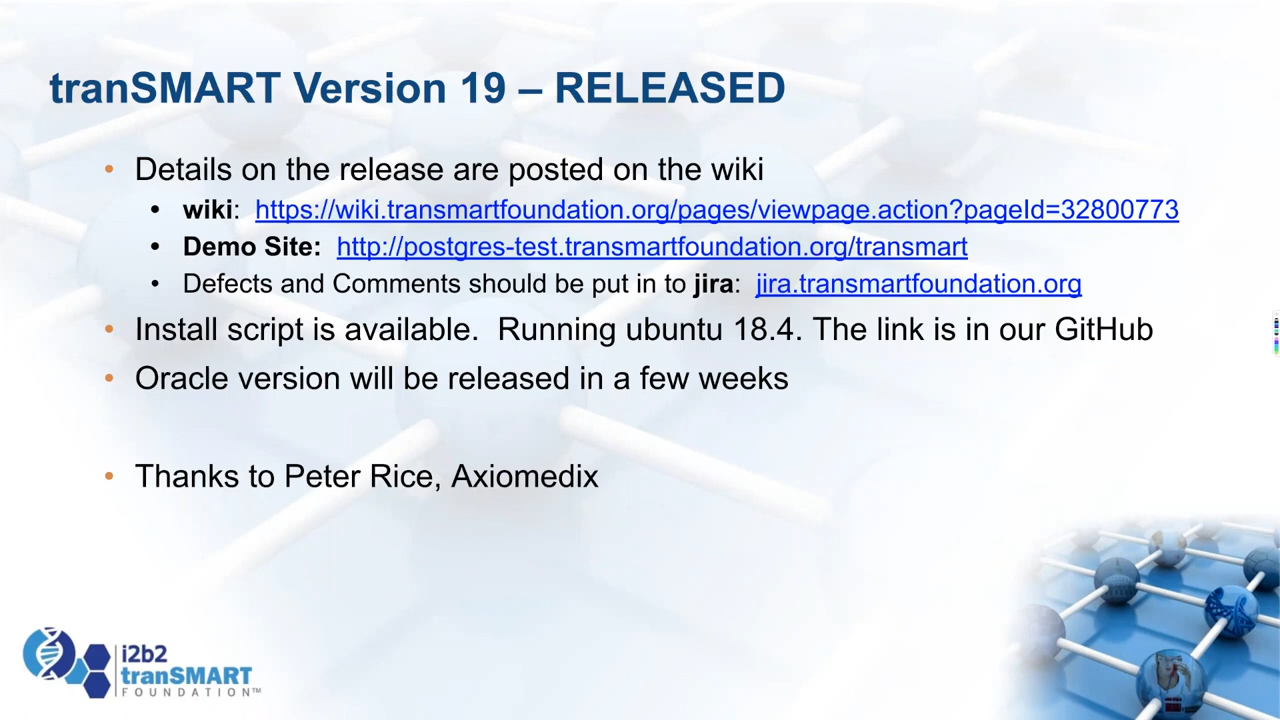 tranSMART Version 19 – RELEASED
• Details on the release are posted on the wiki
• wiki: https://wiki.transmartfoundation.org/pages/viewpage.action?pageId=32800773
• Demo Site: http://postgres-test.transmartfoundation.org/transmart
• Defects and Comments should be put in to jira: jira.transmartfoundation.org
• Install script is available. Running ubuntu 18.4. The link is in our GitHub
• Oracle version will be released in a few weeks
• Thanks to Peter Rice, Axiomedix
i2b2
tranSMART
FOUNDATION™